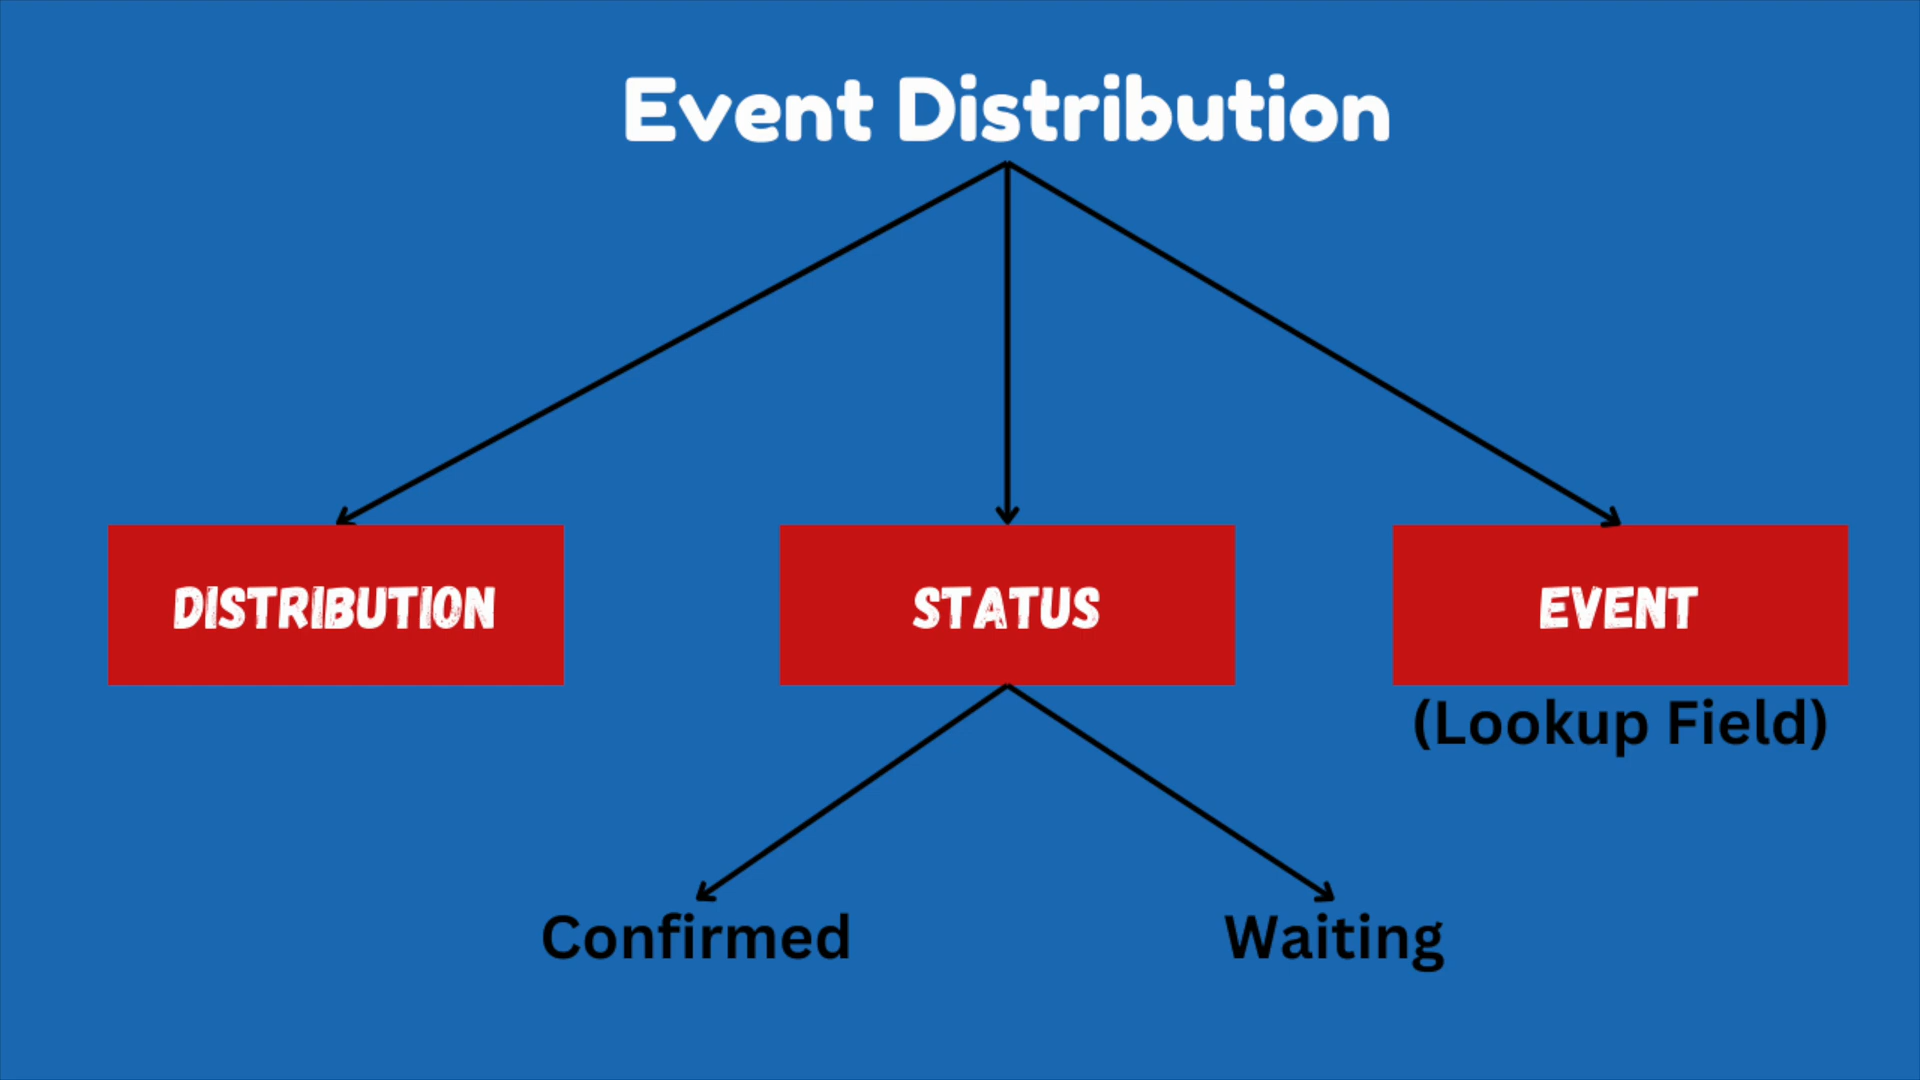 Event Distribution
DISTRIBUTION
STATUS
EVENT
(Lookup Field)
Confirmed
Waiting